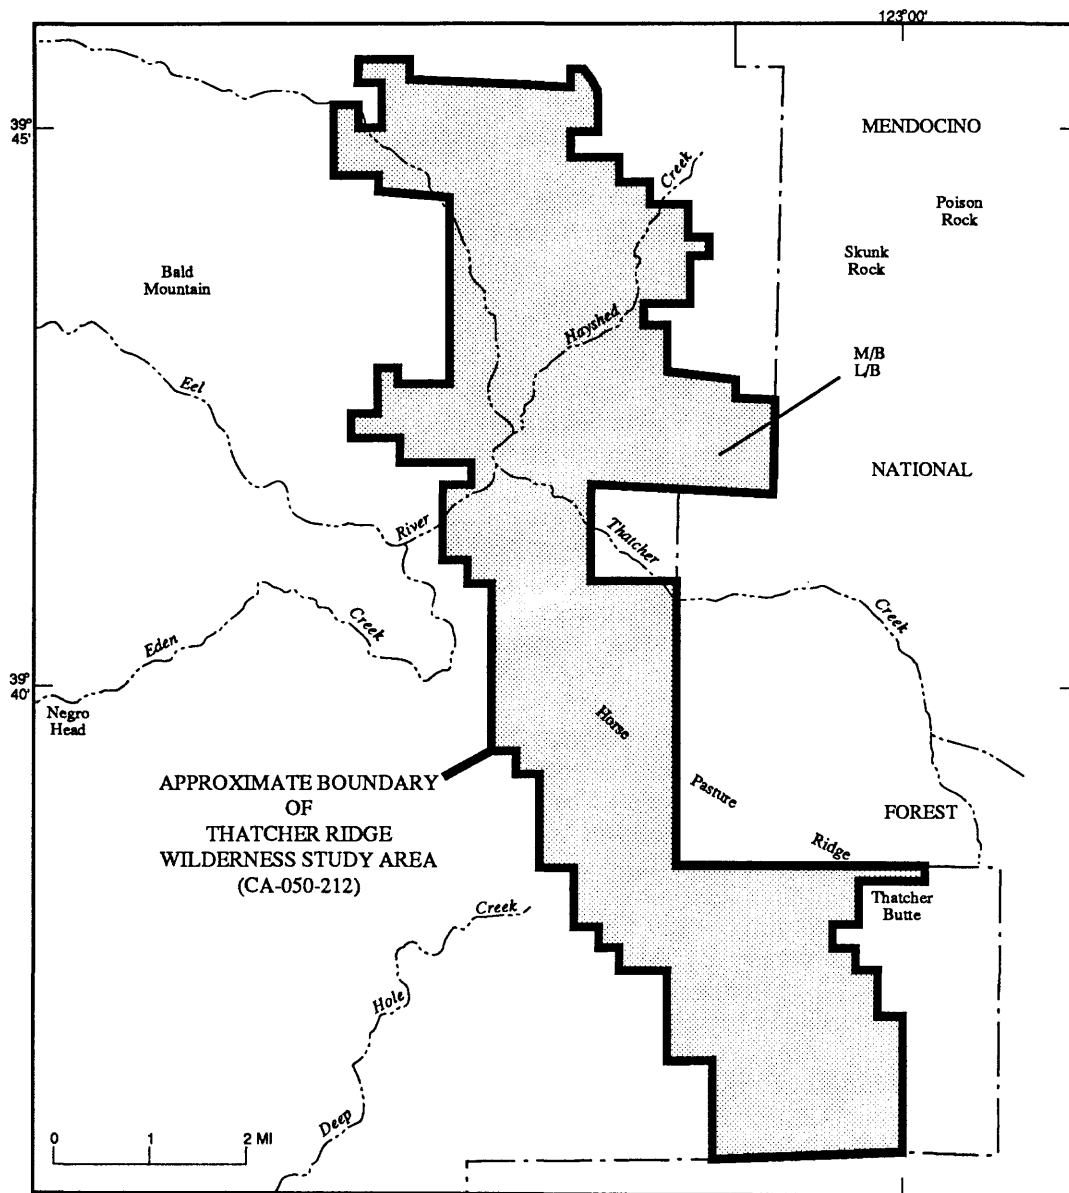 123°00'
39°
45'
MENDOCINO
Creek
Poison
Rock
Skunk
Rock
Bald
Mountain
Hayshed
M/B
L/B
Eel
NATIONAL
River
Thatcher
Creek
Creek
Eden
39°
40'
Negro
Head
Horse
Pasture
APPROXIMATE BOUNDARY
OF
THATCHER RIDGE
WILDERNESS STUDY AREA
(CA-050-212)
FOREST
Ridge
Thatcher
Butte
Creek
Hole
Deep
0 1 2 MI